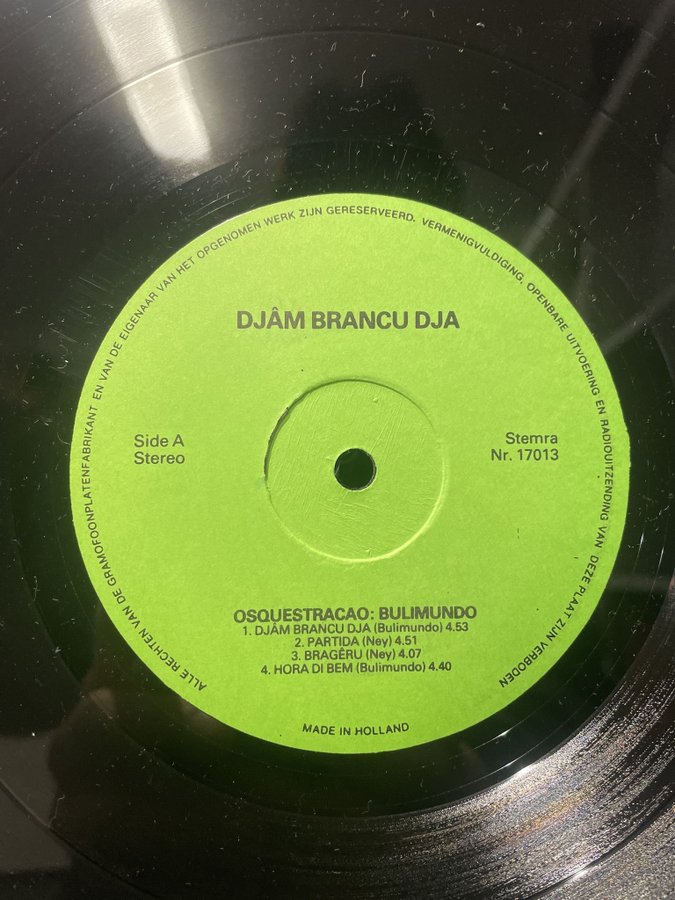 ALLE RECHTEN VAN DE GRAMOFOONPLATENFABRIKANT EN VAN DE EIGENAAR VAN HET OPGENOMEN WERK ZIJN GERESERVEERD. VERMENIGVULDIGING, OPENBARE UITVOERING EN RADIOUITZENDING VAN DEZE PLAAT ZIJN VERBODEN
DJÂM BRANCU DJA
Side A
Stereo
Stemra
Nr. 17013
OSQUESTRACAO: BULIMUNDO
1. DJÂM BRANCU DJA (Bulimundo) 4.53
2. PARTIDA (Ney) 4.51
3. BRAGÊRU (Ney) 4.07
4. HORA DI BEM (Bulimundo) 4.40
MADE IN HOLLAND